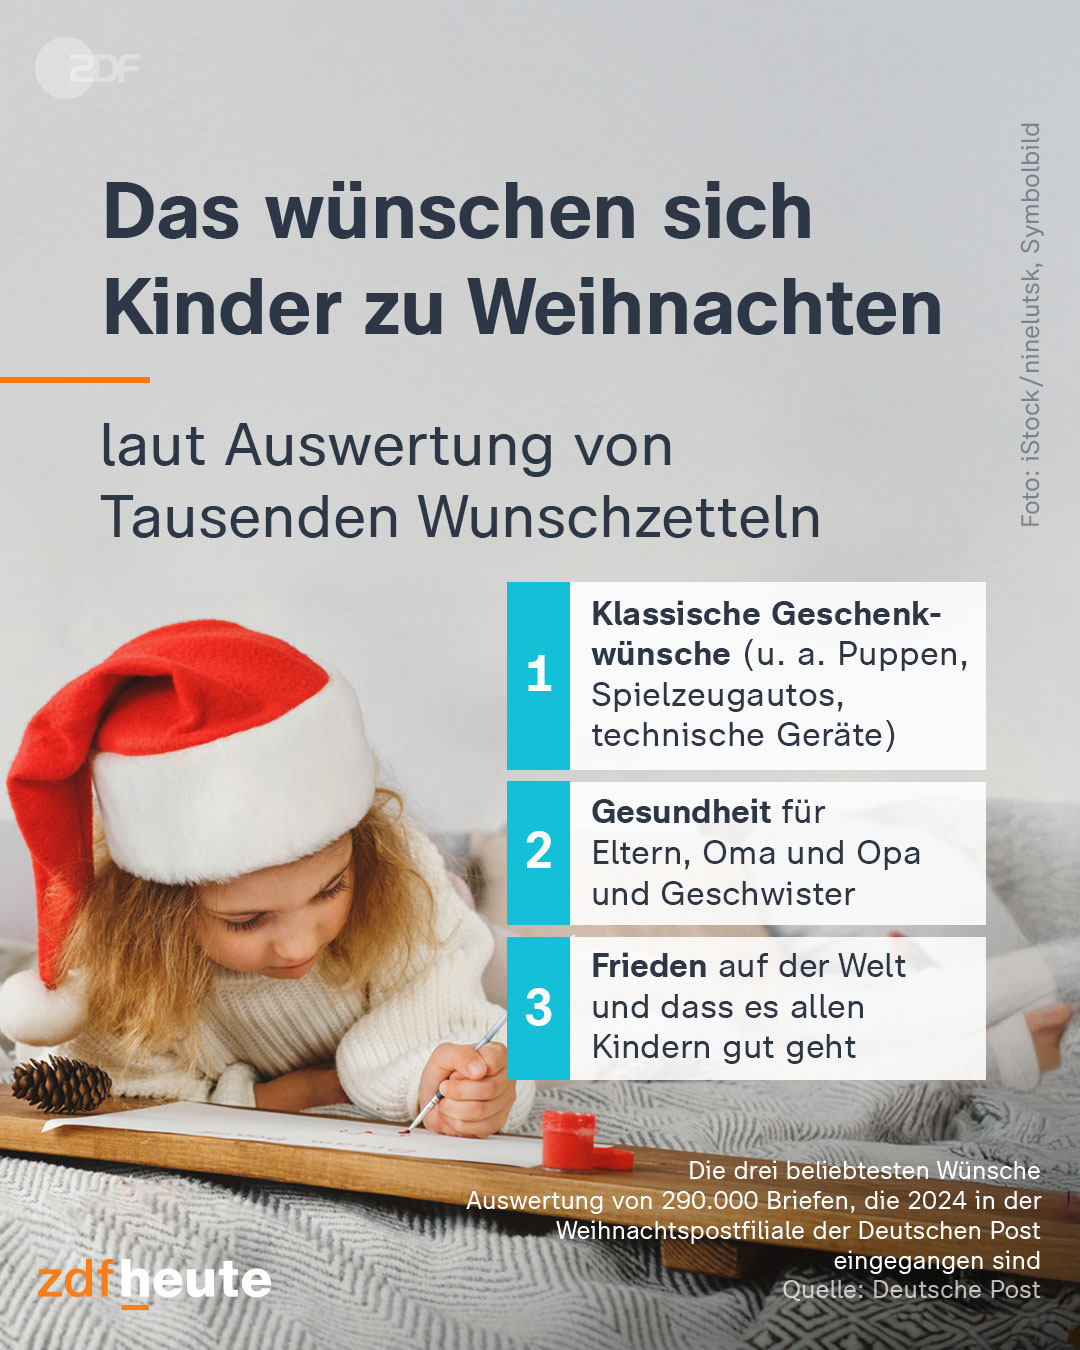 ZDF
Das wünschen sich
Kinder zu Weihnachten
Foto: iStock/ninelutsk, Symbolbild
laut Auswertung von
Tausenden Wunschzetteln
1
Klassische Geschenk-
wünsche (u. a. Puppen,
Spielzeugautos,
technische Geräte)
2
Gesundheit für
Eltern, Oma und Opa
und Geschwister
3
Frieden auf der Welt
und dass es allen
Kindern gut geht
Die drei beliebtesten Wünsche
Auswertung von 290.000 Briefen, die 2024 in der
Weihnachtspostfiliale der Deutschen Post
eingegangen sind
Quelle: Deutsche Post
zdfheute